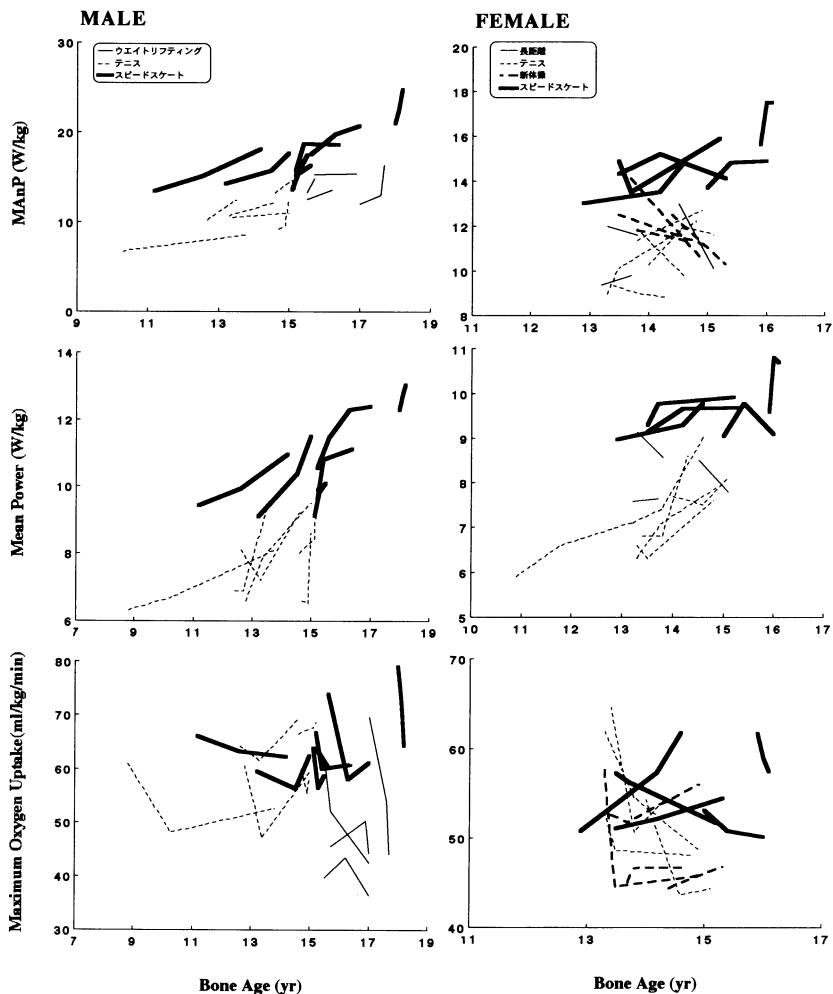 MALE
FEMALE
ウエイトリフティング
テニス
スピードスケート
長距離
テニス
新体操
スピードスケート
MAnP (W/kg)
30
20
10
0
9 11 13 15 17 19
20
18
16
14
12
10
8
11 12 13 14 15 16 17
Mean Power (W/kg)
14
12
10
8
6
7 9 11 13 15 17 19
11
10
9
8
7
6
5
10 11 12 13 14 15 16 17
Maximum Oxygen Uptake(ml/kg/min)
80
70
60
50
40
30
7 9 11 13 15 17 19
70
60
50
40
11 13 15 17
Bone Age (yr)
Bone Age (yr)